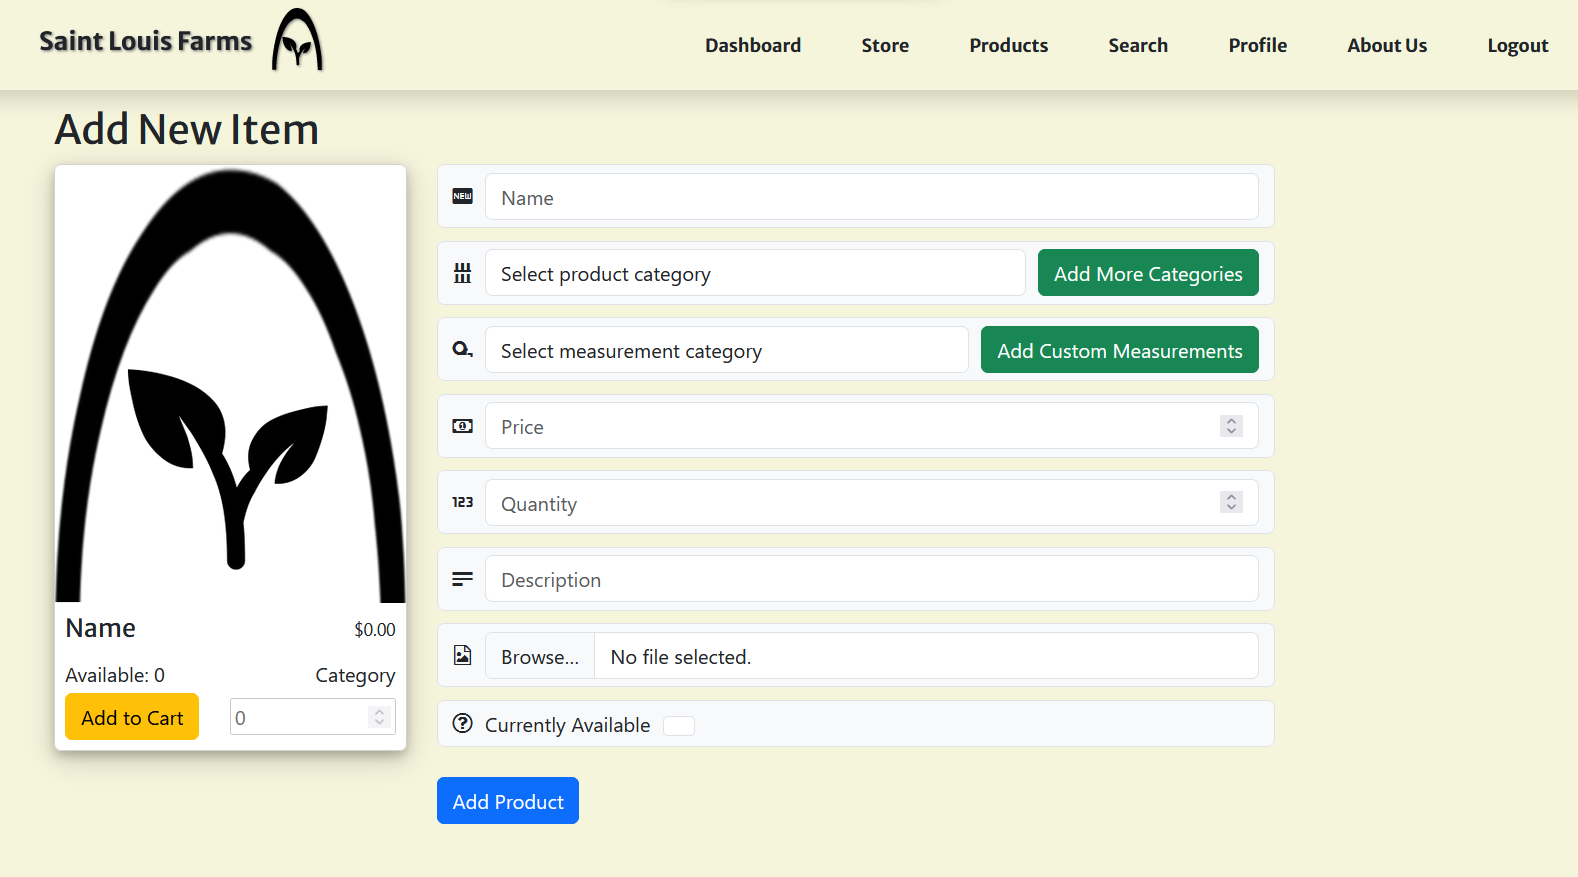 Saint Louis Farms
Dashboard Store Products Search Profile About Us Logout
Add New Item
Name
$0.00
Available: 0
Category
Add to Cart
0
NEW
Name
Select product category
Add More Categories
Select measurement category
Add Custom Measurements
Price
123
Quantity
Description
Browse...
No file selected.
Currently Available
Add Product